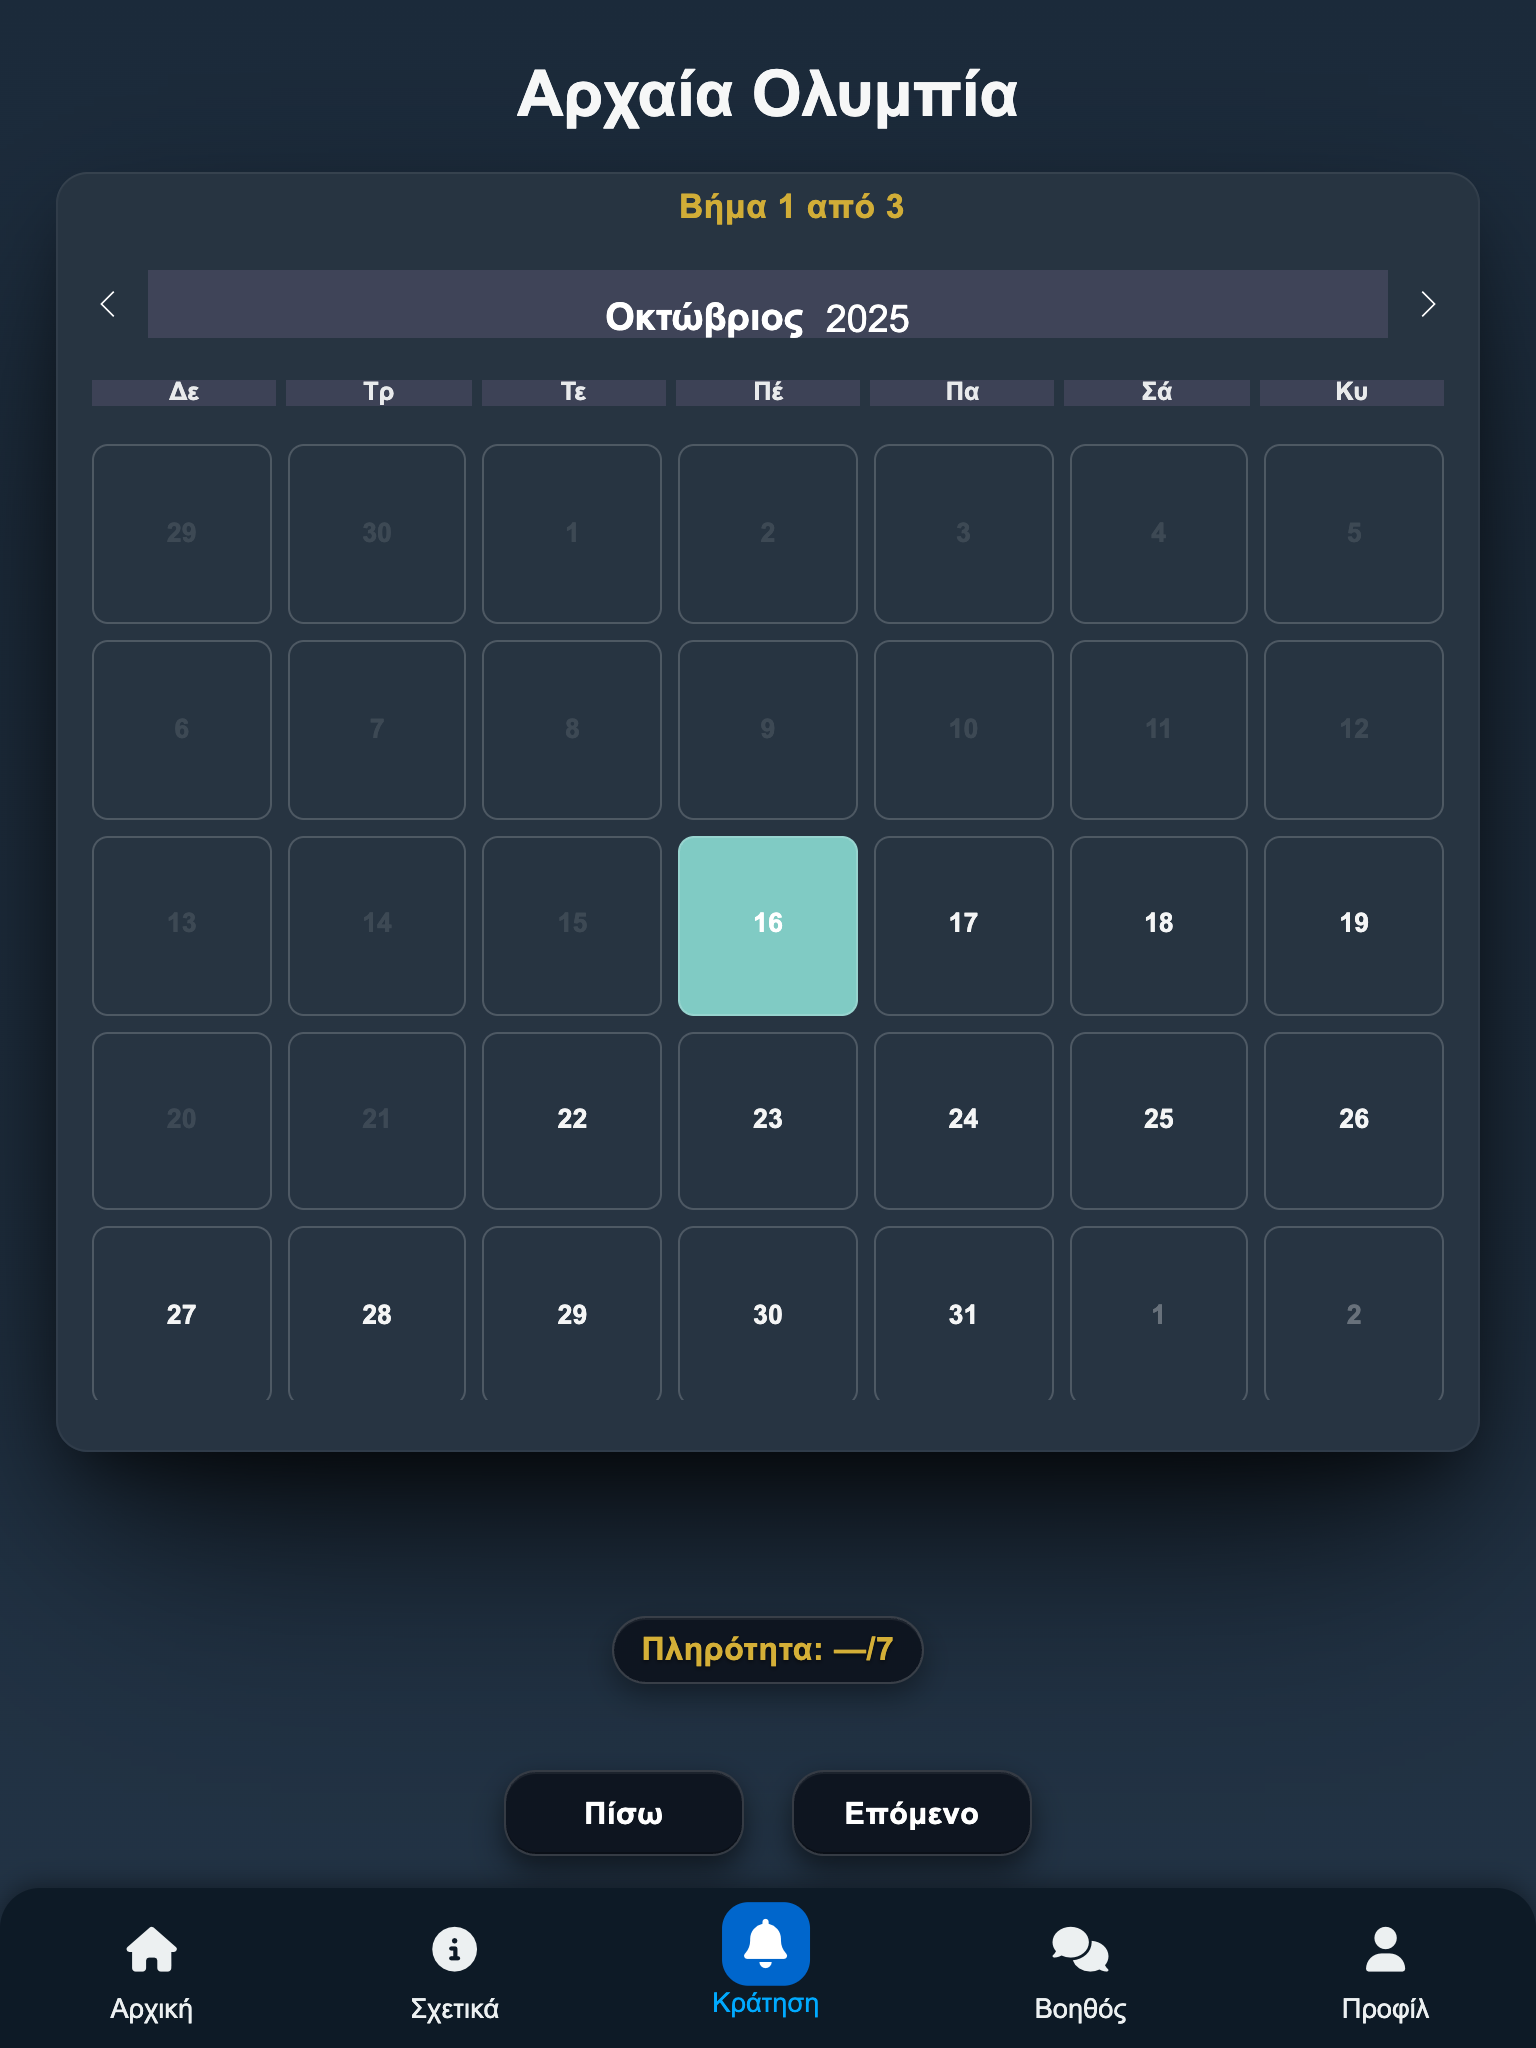 Αρχαία Ολυμπία
Βήμα 1 από 3
Οκτώβριος 2025
Δε Τρ Τε Πέ Πα Σά Κυ
29 30 1 2 3 4 5
6 7 8 9 10 11 12
13 14 15 16 17 18 19
20 21 22 23 24 25 26
27 28 29 30 31 1 2
Πληρότητα: —/7
Πίσω Επόμενο
Αρχική Σχετικά Κράτηση Βοηθός Προφίλ